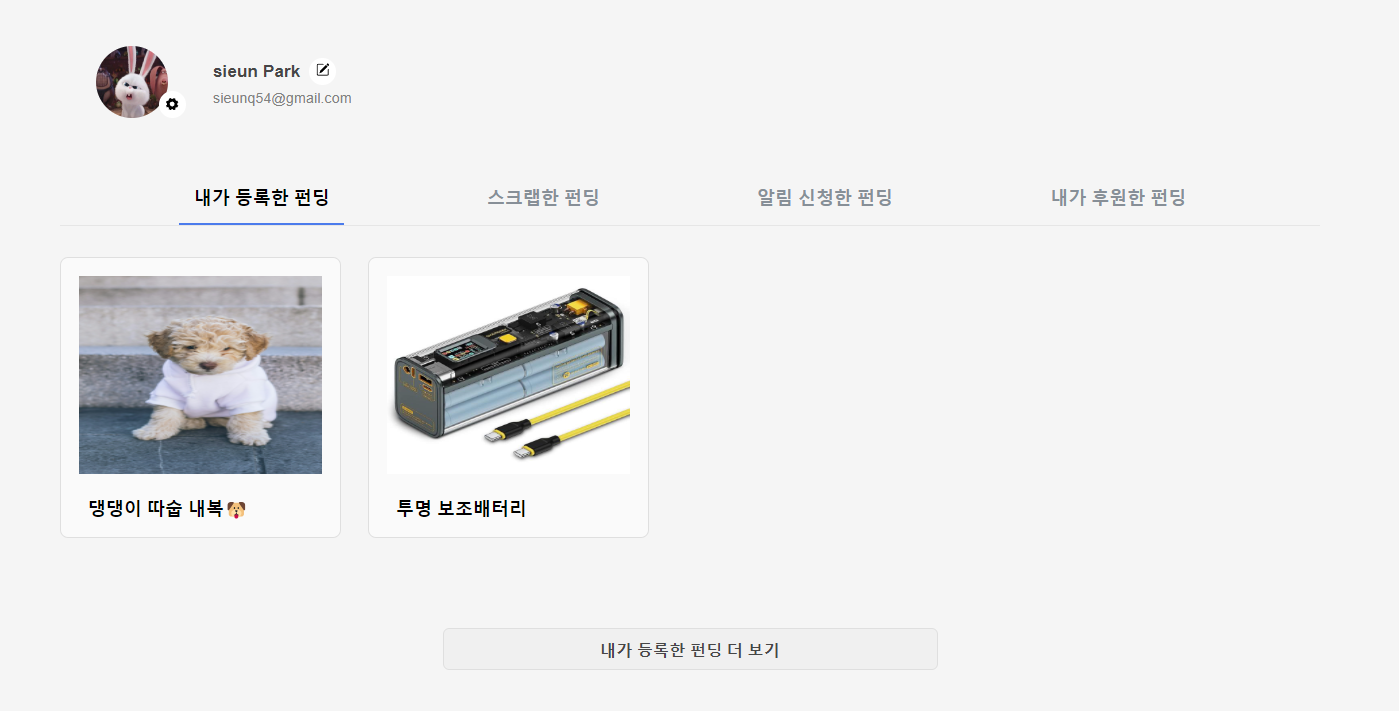 sieun Park
sieunq54@gmail.com
내가 등록한 펀딩 스크랩한 펀딩 알림 신청한 펀딩 내가 후원한 펀딩
댕댕이 따숩 내복🐶 투명 보조배터리
내가 등록한 펀딩 더 보기